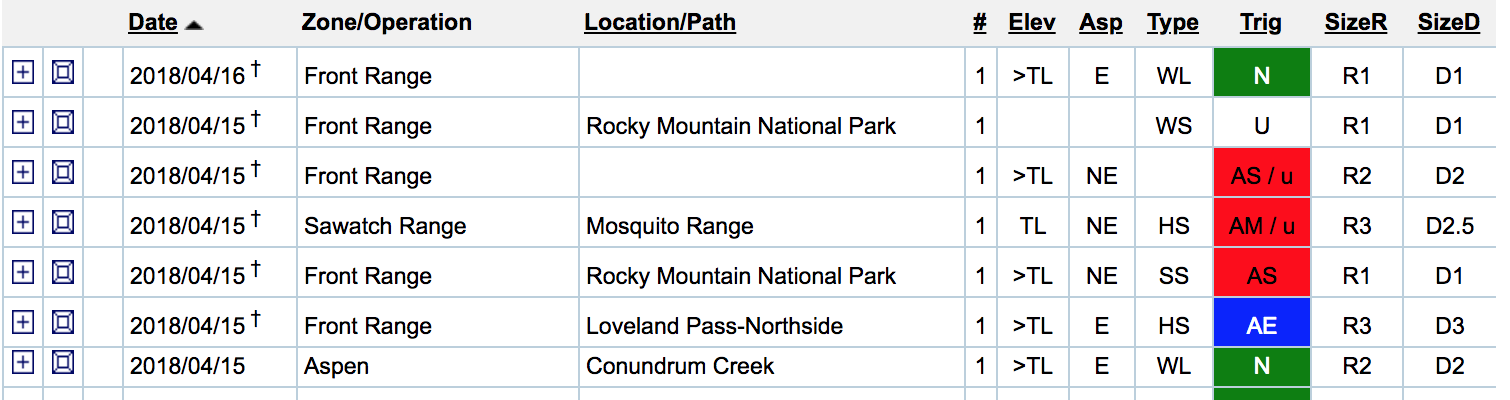 Date Zone/Operation Location/Path # Elev Asp Type Trig SizeR SizeD
2018/04/16 † Front Range 1 >TL E WL N R1 D1
2018/04/15 † Front Range Rocky Mountain National Park 1 WS U R1 D1
2018/04/15 † Front Range 1 >TL NE AS / u R2 D2
2018/04/15 † Sawatch Range Mosquito Range 1 TL NE HS AM / u R3 D2.5
2018/04/15 † Front Range Rocky Mountain National Park 1 >TL NE SS AS R1 D1
2018/04/15 † Front Range Loveland Pass-Northside 1 >TL E HS AE R3 D3
2018/04/15 Aspen Conundrum Creek 1 >TL E WL N R2 D2